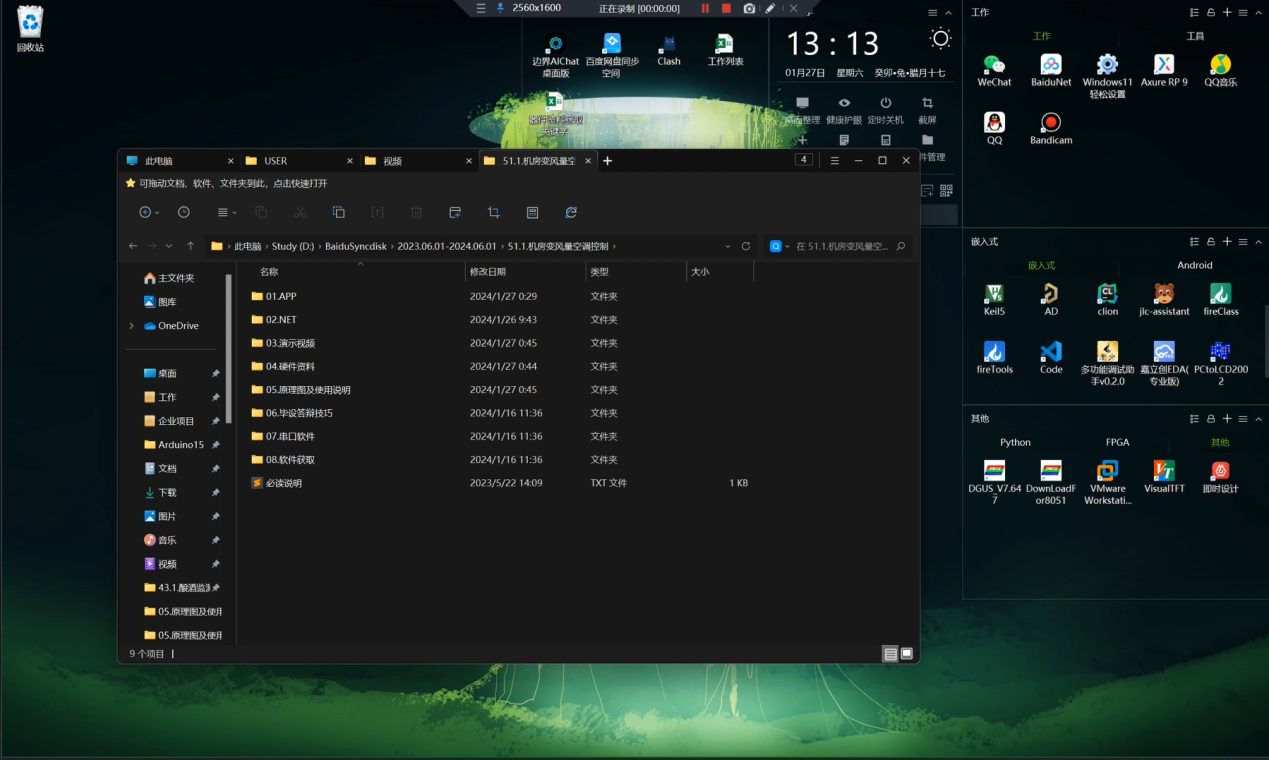 2560x1600 正在录制 [00:00:00]
回收站
边界AIChat桌面版
百度网盘同步空间
Clash
工作列表
13 : 13
01月27日 星期六 癸卯•兔•腊月十七
健康护眼 定时关机 截屏
件管理
工作
工作 工具
WeChat BaiduNet Windows11轻松设置 Axure RP 9 QQ音乐
QQ Bandicam
嵌入式
嵌入式 Android
Keil5 AD clion jlc-assistant fireClass
fireTools Code 多功能调试助手v0.2.0 嘉立创EDA(专业版) PCtoLCD2002
其他
Python FPGA 其他
DGUS_V7.647 DownLoadFor8051 VMware Workstati... VisualTFT 即时设计
此电脑 USER 视频 51.1.机房变风量空 4
可拖动文档、软件、文件夹到此，点击快速打开
此电脑 › Study (D:) › BaiduSyncdisk › 2023.06.01-2024.06.01 › 51.1.机房变风量空调控制 ›
在 51.1.机房变风量空...
名称 修改日期 类型 大小
01.APP 2024/1/27 0:29 文件夹
02.NET 2024/1/26 9:43 文件夹
03.演示视频 2024/1/27 0:45 文件夹
04.硬件资料 2024/1/27 0:44 文件夹
05.原理图及使用说明 2024/1/27 0:45 文件夹
06.毕设答辩技巧 2024/1/16 11:36 文件夹
07.串口软件 2024/1/16 11:36 文件夹
08.软件获取 2024/1/16 11:36 文件夹
必读说明 2023/5/22 14:09 TXT 文件 1 KB
主文件夹
图库
OneDrive
桌面
工作
企业项目
Arduino15
文档
下载
图片
音乐
视频
43.1.酿酒监测
05.原理图及使用
05.原理图及使用
9 个项目